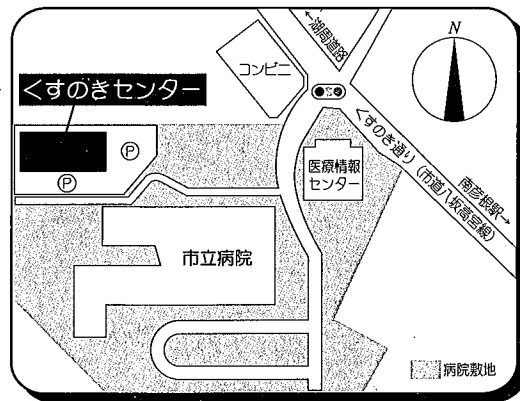 ←湖周道路
N
コンビニ
くすのきセンター
くすのき通り(市道八坂高宮線)
南彦根駅→
P
P
医療情報
センター
市立病院
病院敷地